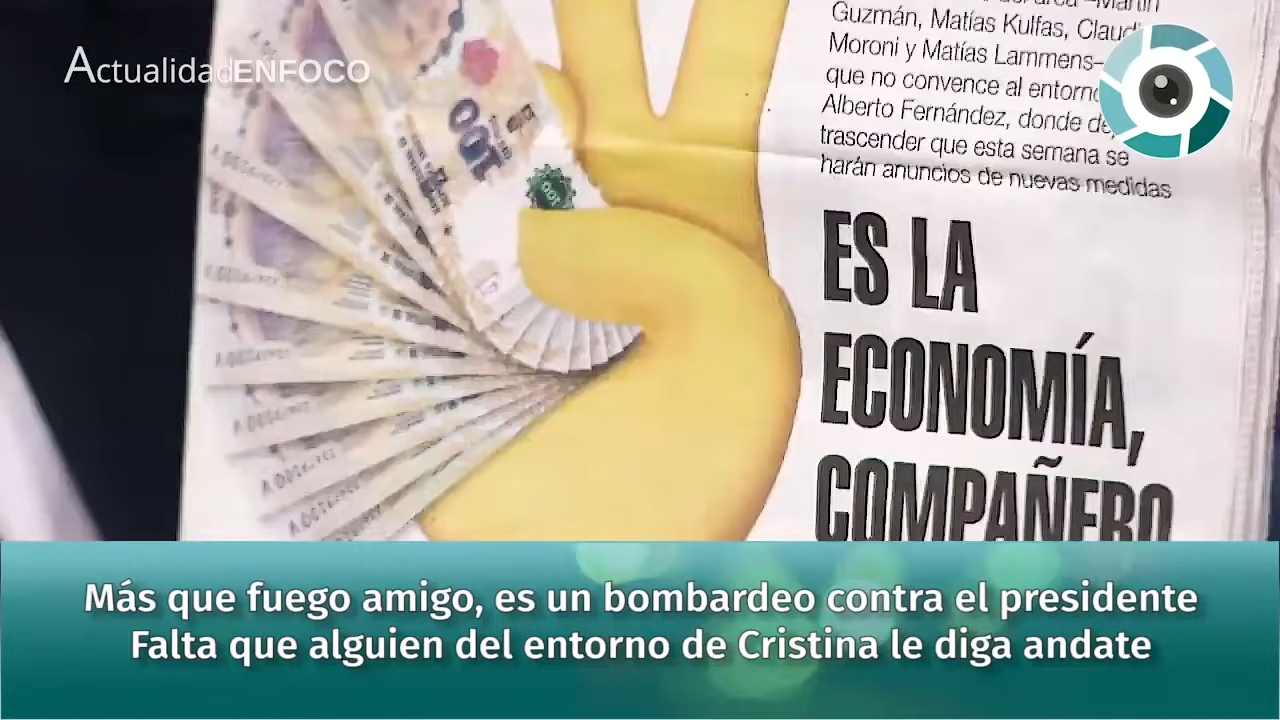 ActualidadENFOCO
Guzmán, Matías Kulfas,
Moroni y Matías Lammens–
que no convence al entorno
Alberto Fernández, donde
trascender que esta semana se
harán anuncios de nuevas medidas
ES LA
ECONOMÍA,
COMPAÑERO
100
Más que fuego amigo, es un bombardeo contra el presidente
Falta que alguien del entorno de Cristina le diga andate